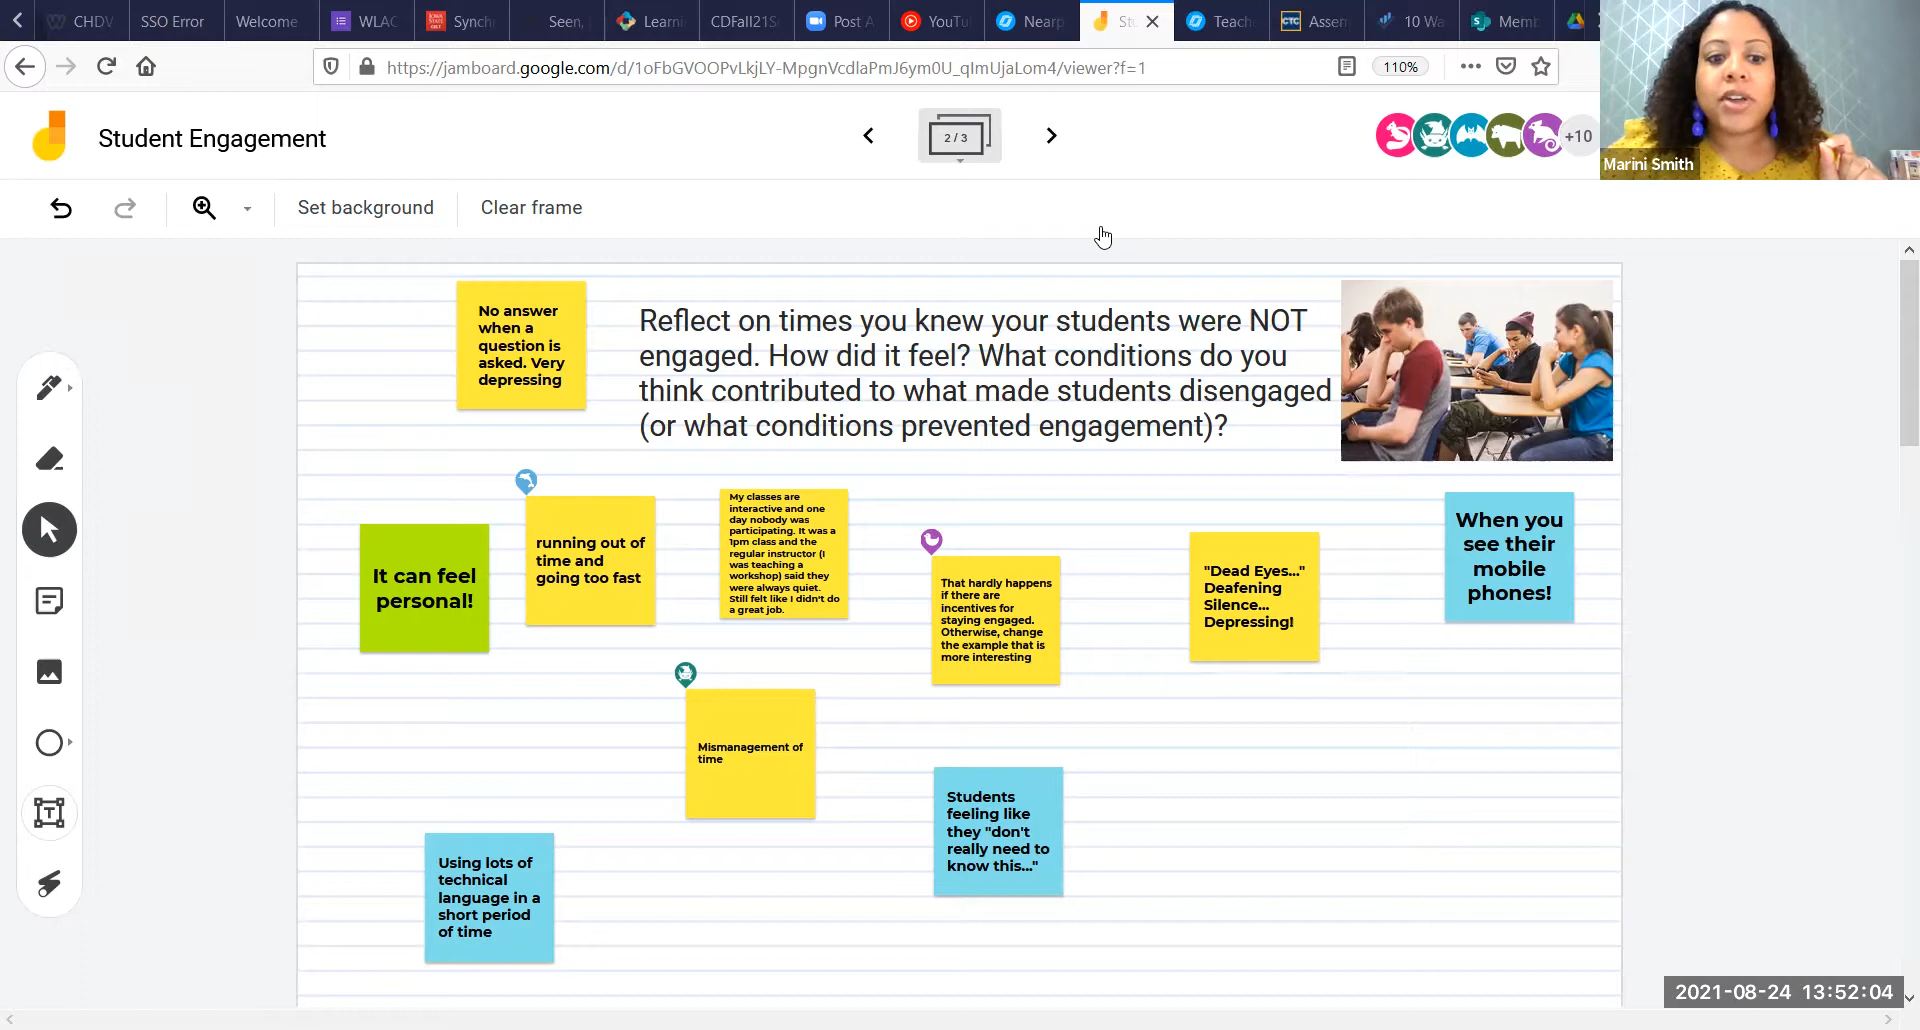 CHDV
SSO Error
Welcome
WLAC
Synchr
Seen,
Learni
CDFall21S
Post A
YouTu
Nearp
St
Teach
CTC
Assem
10 Wa
Memb
https://jamboard.google.com/d/1oFbGVOOPvLkjLY-MpgnVcdlaPmJ6ym0U_qImUjaLom4/viewer?f=1
110%
Student Engagement
2 / 3
+10
Marini Smith
Set background
Clear frame
No answer
when a
question is
asked. Very
depressing
Reflect on times you knew your students were NOT
engaged. How did it feel? What conditions do you
think contributed to what made students disengaged
(or what conditions prevented engagement)?
It can feel
personal!
running out of
time and
going too fast
My classes are
interactive and one
day nobody was
participating. It was a
1pm class and the
regular instructor (I
was teaching a
workshop) said they
were always quiet.
Still felt like I didn't do
a great job.
That hardly happens
if there are
incentives for
staying engaged.
Otherwise, change
the example that is
more interesting
"Dead Eyes..."
Deafening
Silence...
Depressing!
When you
see their
mobile
phones!
Mismanagement of
time
Students
feeling like
they "don't
really need to
know this..."
Using lots of
technical
language in a
short period
of time
2021-08-24 13:52:04